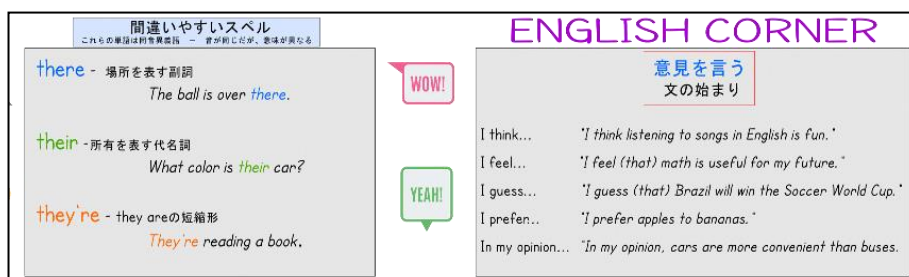 間違いやすいスペル
これらの単語は同音異義語 － 音が同じだが、意味が異なる
there - 場所を表す副詞
The ball is over there.
their -所有を表す代名詞
What color is their car?
they're - they areの短縮形
They're reading a book.
WOW!
YEAH!
ENGLISH CORNER
意見を言う
文の始まり
I think... "I think listening to songs in English is fun."
I feel... "I feel (that) math is useful for my future."
I guess... "I guess (that) Brazil will win the Soccer World Cup."
I prefer... "I prefer apples to bananas."
In my opinion... "In my opinion, cars are more convenient than buses.